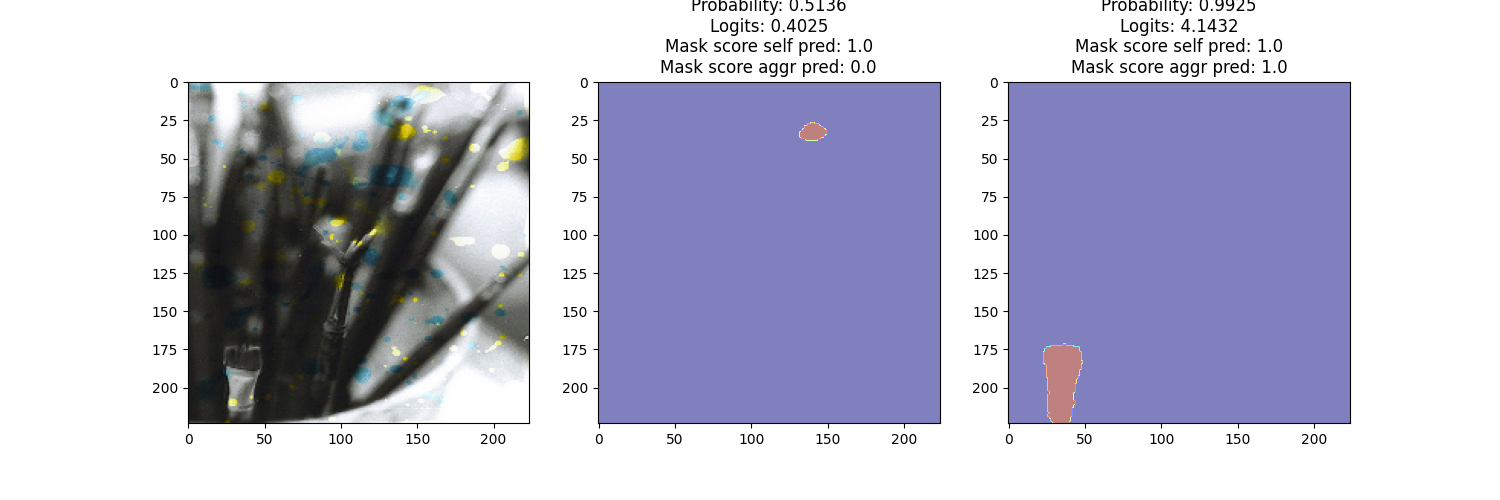 Probability: 0.5136
Logits: 0.4025
Mask score self pred: 1.0
Mask score aggr pred: 0.0
Probability: 0.9925
Logits: 4.1432
Mask score self pred: 1.0
Mask score aggr pred: 1.0
0
25
50
75
100
125
150
175
200
0 50 100 150 200
0
25
50
75
100
125
150
175
200
0 50 100 150 200
0
25
50
75
100
125
150
175
200
0 50 100 150 200